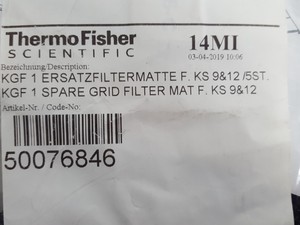 ThermoFisher 14MI
SCIENTIFIC 03-04-2019 10:06
Bezeichnung/Description:
KGF 1 ERSATZFILTERMATTE F. KS 9&12 /5ST.
KGF 1 SPARE GRID FILTER MAT F. KS 9&12
Artikel-Nr. / Code-No:
50076846